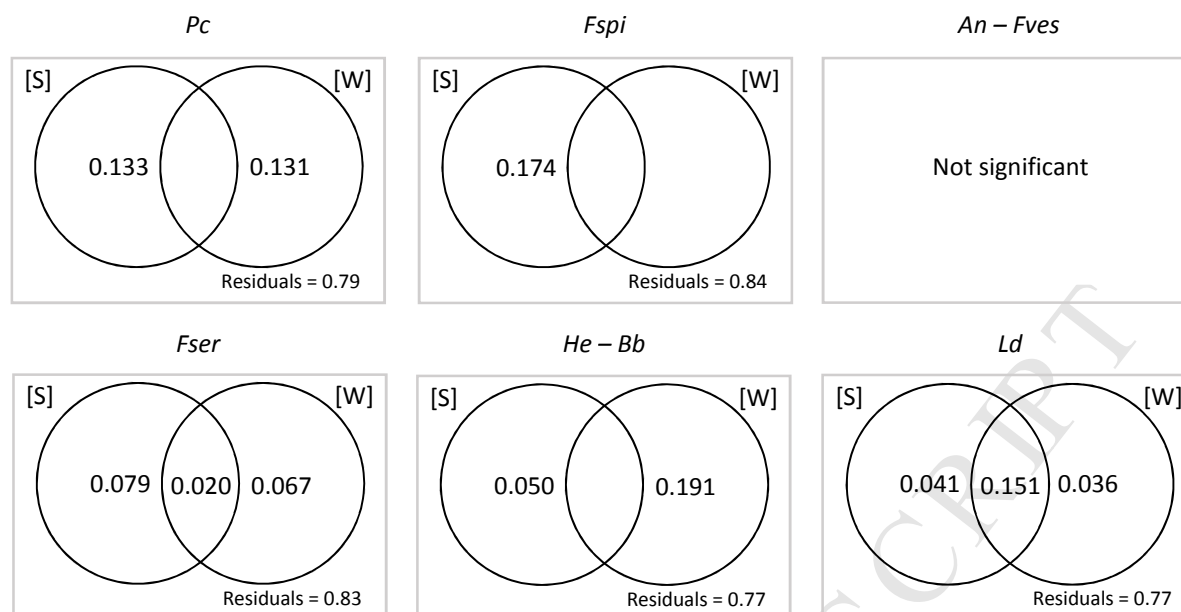 Pc
Fspi
An – Fves
[S]
[W]
0.133
0.131
Residuals = 0.79
[S]
[W]
0.174
Residuals = 0.84
Not significant
Fser
He – Bb
Ld
[S]
[W]
0.079
0.020
0.067
Residuals = 0.83
[S]
[W]
0.050
0.191
Residuals = 0.77
[S]
[W]
0.041
0.151
0.036
Residuals = 0.77
CRIPT